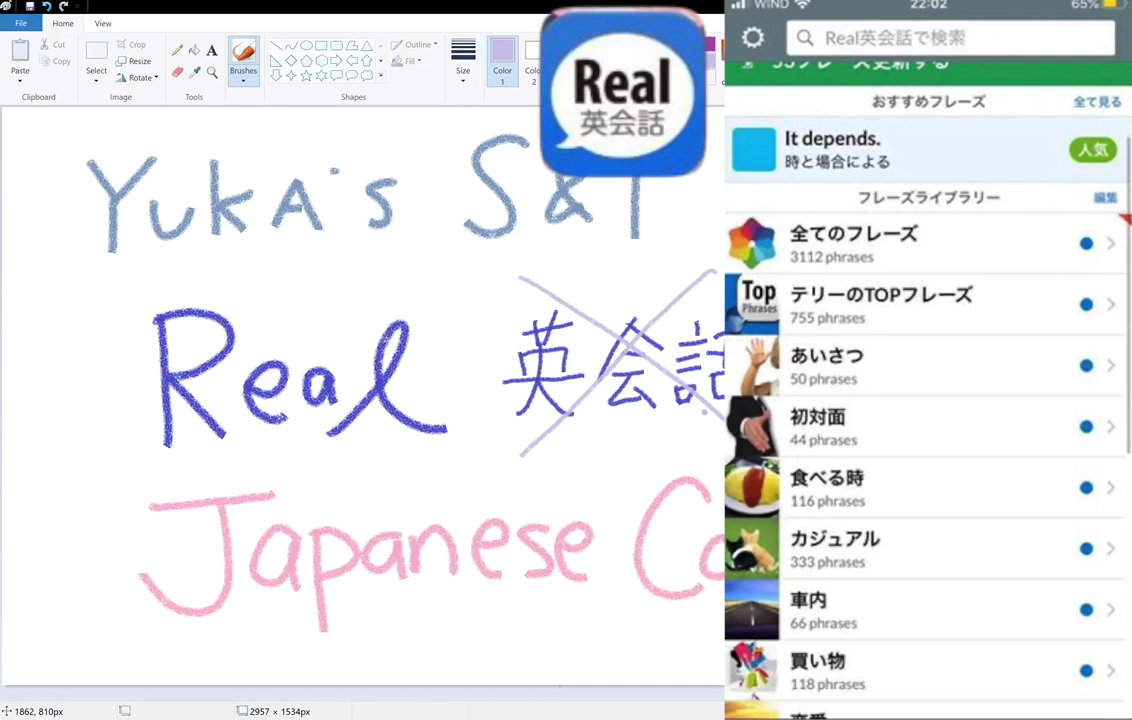 File
Home
View
Paste
Cut
Copy
Clipboard
Select
Crop
Resize
Rotate
Image
Tools
Brushes
Shapes
Outline
Fill
Size
Color
1
Color
2
YukA's S&T
Real 英会話
Japanese Co
Real
英会話
1862, 810px
2957 × 1534px
WIND
22:02
65%
Real英会話で検索
おすすめフレーズ
全て見る
It depends.
時と場合による
人気
フレーズライブラリー
編集
全てのフレーズ
3112 phrases
Top
Phrases
テリーのTOPフレーズ
755 phrases
あいさつ
50 phrases
初対面
44 phrases
食べる時
116 phrases
カジュアル
333 phrases
車内
66 phrases
買い物
118 phrases